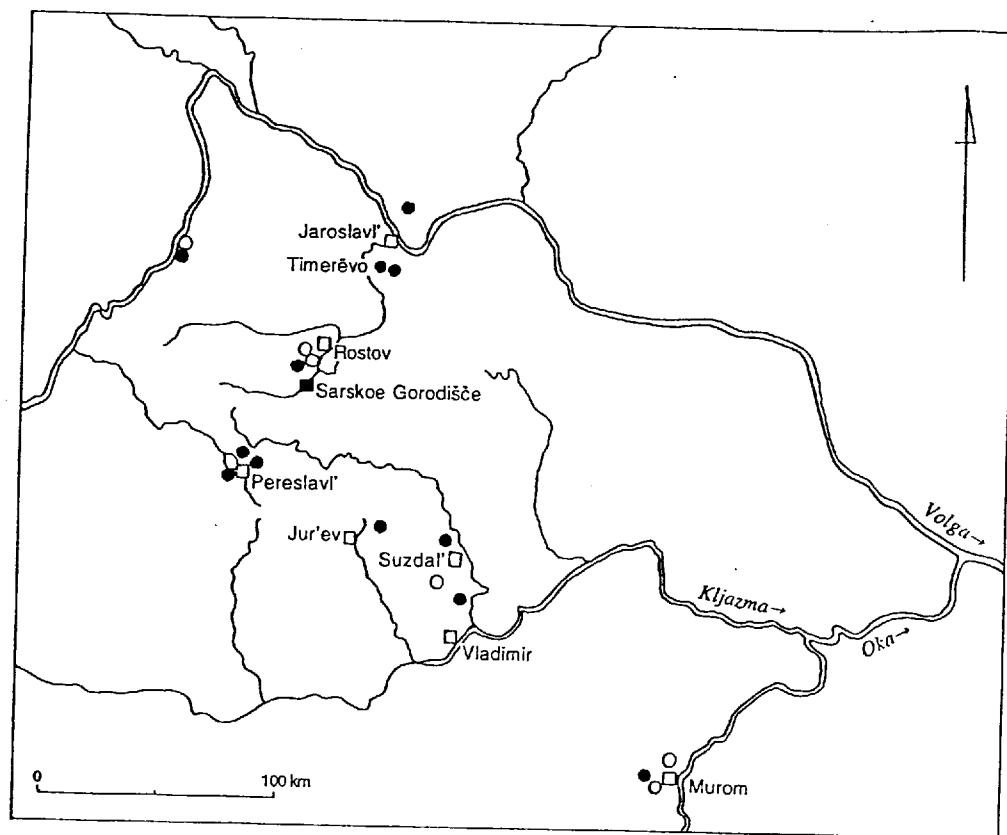 Jaroslavl'
Timerëvo
Rostov
Sarskoe Gorodišče
Pereslavl'
Jur'ev
Suzdal'
Volga→
Kljazma→
Oka→
Vladimir
0 100 km
Murom